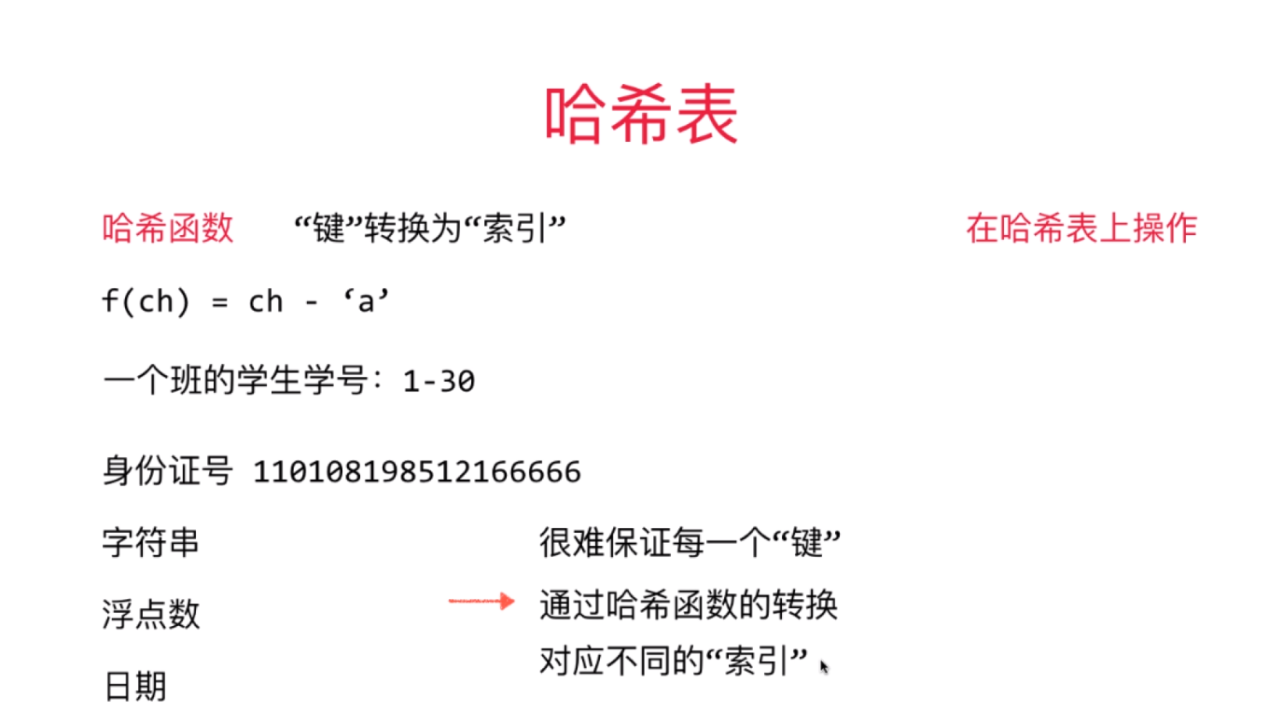 哈希表
哈希函数 “键”转换为“索引” 在哈希表上操作
f(ch) = ch - ‘a’
一个班的学生学号：1-30
身份证号 110108198512166666
字符串 很难保证每一个“键”
浮点数 通过哈希函数的转换
对应不同的“索引”
日期